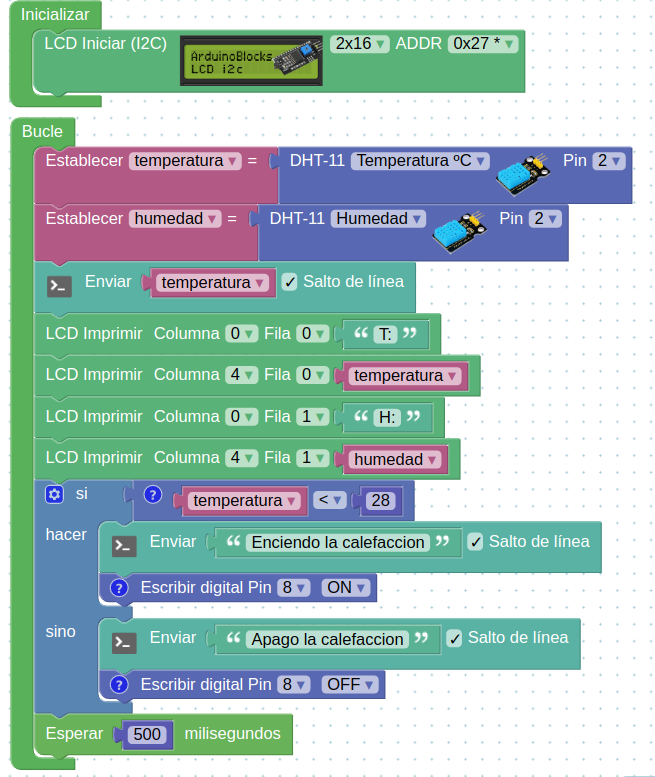 Inicializar
LCD Iniciar (I2C) ArduinoBlocks LCD i2c 2x16 ▾ ADDR 0x27 * ▾
Bucle
Establecer temperatura ▾ = DHT-11 Temperatura ºC ▾ Pin 2 ▾
Establecer humedad ▾ = DHT-11 Humedad ▾ Pin 2 ▾
>_ Enviar temperatura ▾ ✓ Salto de línea
LCD Imprimir Columna 0 ▾ Fila 0 ▾ “ T: ”
LCD Imprimir Columna 4 ▾ Fila 0 ▾ temperatura ▾
LCD Imprimir Columna 0 ▾ Fila 1 ▾ “ H: ”
LCD Imprimir Columna 4 ▾ Fila 1 ▾ humedad ▾
si ? temperatura ▾ < ▾ 28
hacer >_ Enviar “ Enciendo la calefaccion ” ✓ Salto de línea
? Escribir digital Pin 8 ▾ ON ▾
sino >_ Enviar “ Apago la calefaccion ” ✓ Salto de línea
? Escribir digital Pin 8 ▾ OFF ▾
Esperar 500 milisegundos